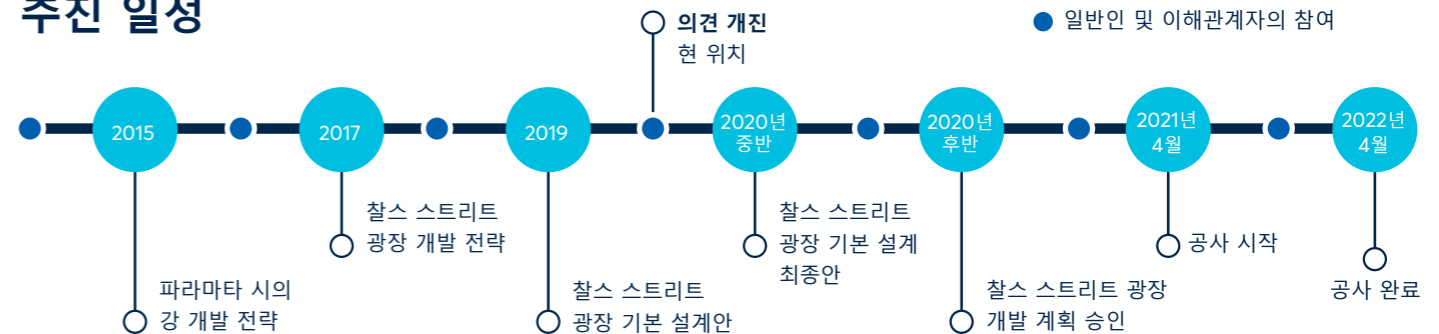 추진 일정
의견 개진
현 위치
일반인 및 이해관계자의 참여
2015
2017
2019
2020년
중반
2020년
후반
2021년
4월
2022년
4월
파라마타 시의
강 개발 전략
찰스 스트리트
광장 개발 전략
찰스 스트리트
광장 기본 설계안
찰스 스트리트
광장 기본 설계
최종안
찰스 스트리트 광장
개발 계획 승인
공사 시작
공사 완료